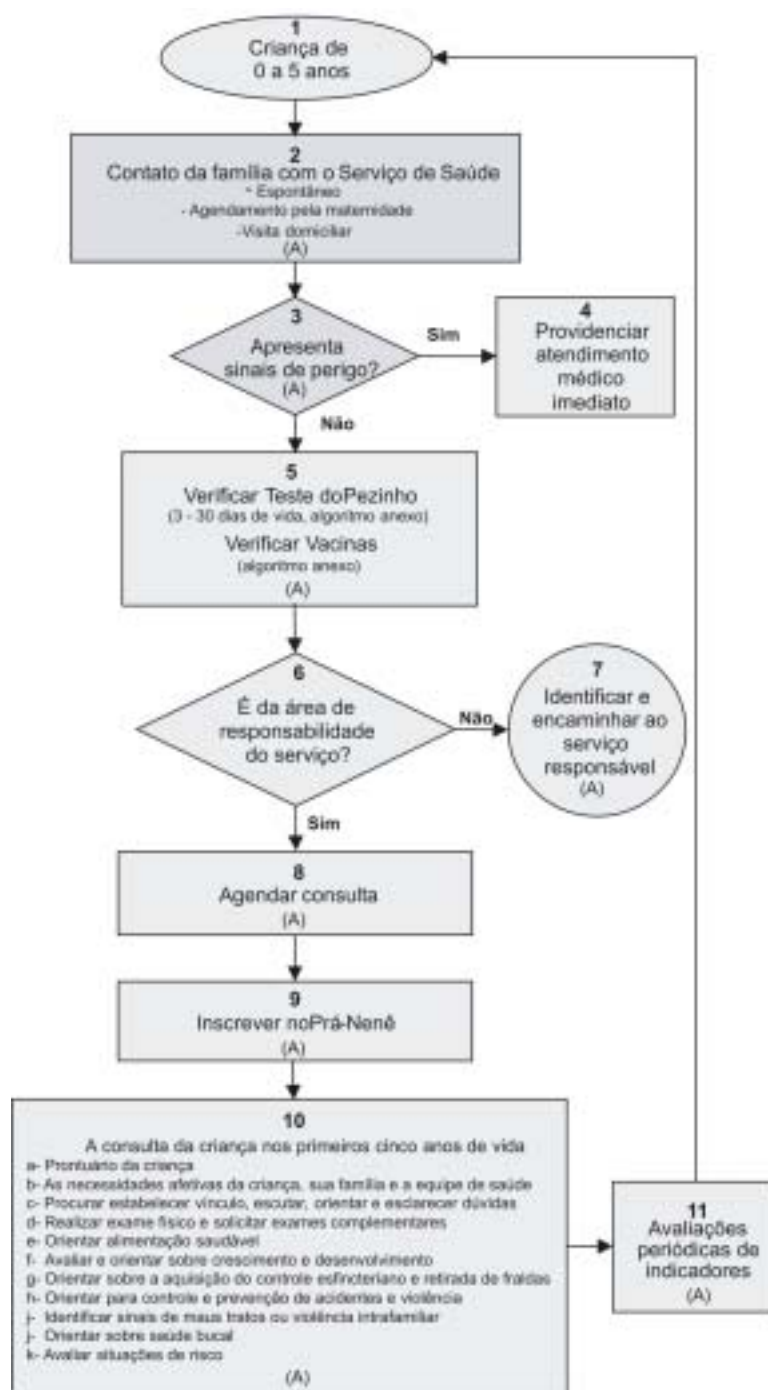 1
Criança de
0 a 5 anos
2
Contato da família com o Serviço de Saúde
- Espontâneo
- Agendamento pela maternidade
-Visita domiciliar
(A)
3
Apresenta
sinais de perigo?
(A)
Sim
4
Providenciar
atendimento
médico
imediato
Não
5
Verificar Teste doPezinho
(3 - 30 dias de vida, algoritmo anexo)
Verificar Vacinas
(algoritmo anexo)
(A)
6
É da área de
responsabilidade
do serviço?
Não
7
Identificar e
encaminhar ao
serviço
responsável
(A)
Sim
8
Agendar consulta
(A)
9
Inscrever noPrá-Nenê
(A)
10
A consulta da criança nos primeiros cinco anos de vida
a- Prontuário da criança
b- As necessidades afetivas da criança, sua família e a equipe de saúde
c- Procurar estabelecer vínculo, escutar, orientar e esclarecer dúvidas
d- Realizar exame físico e solicitar exames complementares
e- Orientar alimentação saudável
f- Avaliar e orientar sobre crescimento e desenvolvimento
g- Orientar sobre a aquisição do controle esfincteriano e retirada de fraldas
h- Orientar para controle e prevenção de acidentes e violência
j- Identificar sinais de maus tratos ou violência intrafamiliar
j- Orientar sobre saúde bucal
k- Avaliar situações de risco
(A)
11
Avaliações
periódicas de
indicadores
(A)